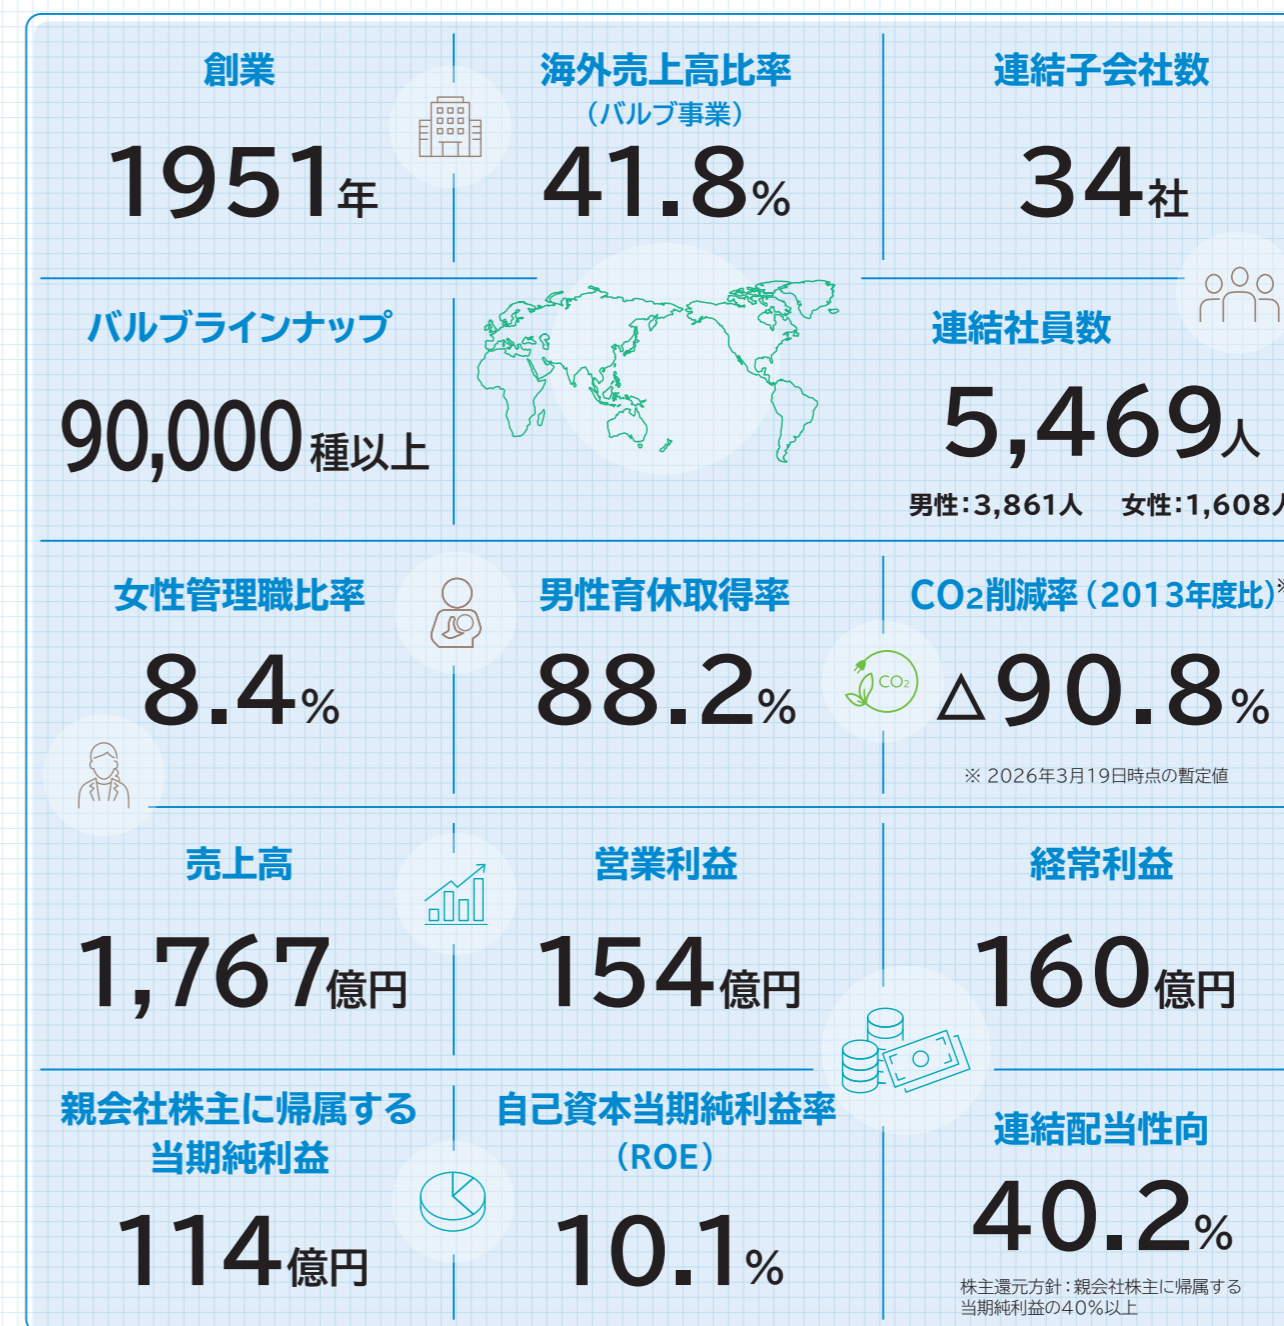 創業
1951年
海外売上高比率
(バルブ事業)
41.8%
連結子会社数
34社
バルブラインナップ
90,000種以上
連結社員数
5,469人
男性:3,861人 女性:1,608人
女性管理職比率
8.4%
男性育休取得率
88.2%
CO₂
CO2削減率(2013年度比)※
△90.8%
※ 2026年3月19日時点の暫定値
売上高
1,767億円
営業利益
154億円
経常利益
160億円
親会社株主に帰属する
当期純利益
114億円
自己資本当期純利益率
(ROE)
10.1%
連結配当性向
40.2%
株主還元方針:親会社株主に帰属する
当期純利益の40%以上